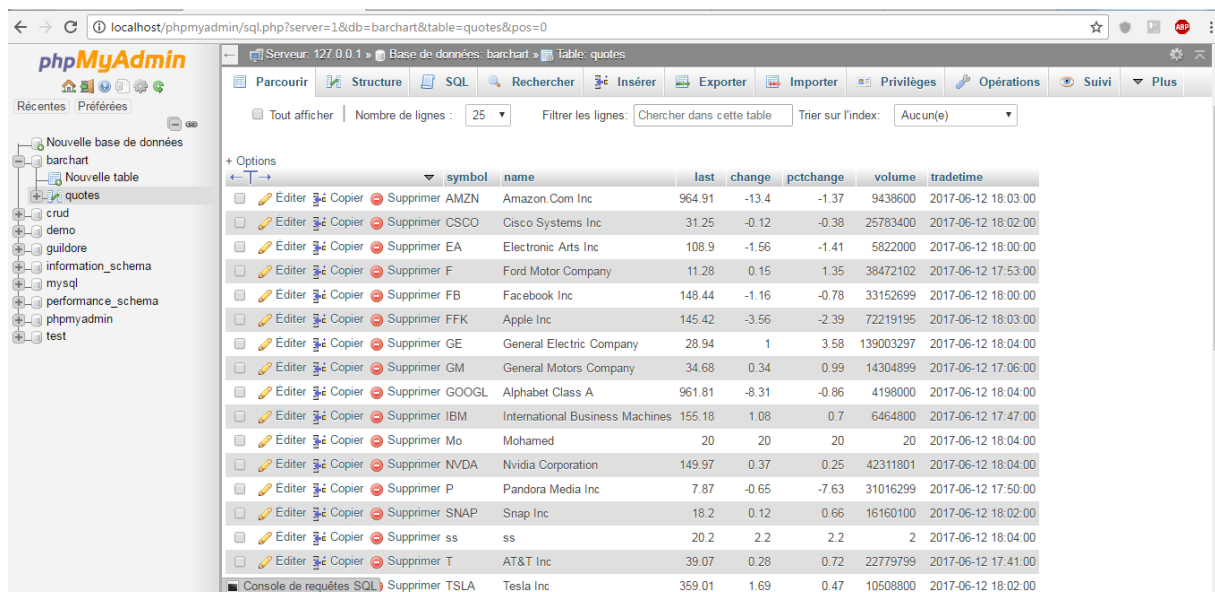 localhost/phpmyadmin/sql.php?server=1&db=barchart&table=quotes&pos=0
ABP
phpMyAdmin
Récentes Préférées
Nouvelle base de données
barchart
Nouvelle table
quotes
crud
demo
guildore
information_schema
mysql
performance_schema
phpmyadmin
test
Serveur: 127.0.0.1 » Base de données: barchart » Table: quotes
Parcourir Structure SQL Rechercher Insérer Exporter Importer Privilèges Opérations Suivi Plus
Tout afficher Nombre de lignes : 25 Filtrer les lignes: Chercher dans cette table Trier sur l'index: Aucun(e)
+ Options
←T→ symbol name last change pctchange volume tradetime
Éditer Copier Supprimer AMZN Amazon.Com Inc 964.91 -13.4 -1.37 9438600 2017-06-12 18:03:00
Éditer Copier Supprimer CSCO Cisco Systems Inc 31.25 -0.12 -0.38 25783400 2017-06-12 18:02:00
Éditer Copier Supprimer EA Electronic Arts Inc 108.9 -1.56 -1.41 5822000 2017-06-12 18:00:00
Éditer Copier Supprimer F Ford Motor Company 11.28 0.15 1.35 38472102 2017-06-12 17:53:00
Éditer Copier Supprimer FB Facebook Inc 148.44 -1.16 -0.78 33152699 2017-06-12 18:00:00
Éditer Copier Supprimer FFK Apple Inc 145.42 -3.56 -2.39 72219195 2017-06-12 18:03:00
Éditer Copier Supprimer GE General Electric Company 28.94 1 3.58 139003297 2017-06-12 18:04:00
Éditer Copier Supprimer GM General Motors Company 34.68 0.34 0.99 14304899 2017-06-12 17:06:00
Éditer Copier Supprimer GOOGL Alphabet Class A 961.81 -8.31 -0.86 4198000 2017-06-12 18:04:00
Éditer Copier Supprimer IBM International Business Machines 155.18 1.08 0.7 6464800 2017-06-12 17:47:00
Éditer Copier Supprimer Mo Mohamed 20 20 20 20 2017-06-12 18:04:00
Éditer Copier Supprimer NVDA Nvidia Corporation 149.97 0.37 0.25 42311801 2017-06-12 18:04:00
Éditer Copier Supprimer P Pandora Media Inc 7.87 -0.65 -7.63 31016299 2017-06-12 17:50:00
Éditer Copier Supprimer SNAP Snap Inc 18.2 0.12 0.66 16160100 2017-06-12 18:02:00
Éditer Copier Supprimer ss ss 20.2 2.2 2.2 2 2017-06-12 18:04:00
Éditer Copier Supprimer T AT&T Inc 39.07 0.28 0.72 22779799 2017-06-12 17:41:00
Console de requêtes SQL Supprimer TSLA Tesla Inc 359.01 1.69 0.47 10508800 2017-06-12 18:02:00